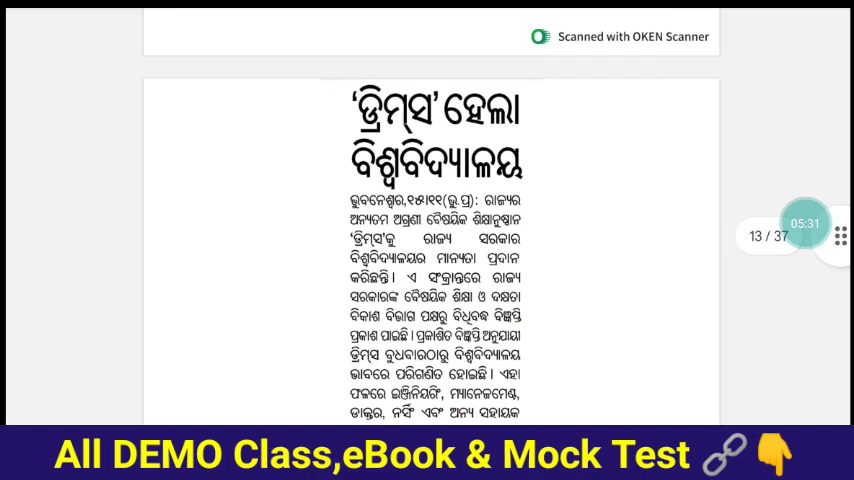 Scanned with OKEN Scanner
‘ଡ୍ରିମ୍‌ସ’ ହେଲା
ବିଶ୍ୱବିଦ୍ୟାଳୟ
ଭୁବନେଶ୍ୱର,୧୫।୧୧(ଭୁ.ପ୍ର): ରାଜ୍ୟର
ଅନ୍ୟତମ ଅଗ୍ରଣୀ ବୈଷୟିକ ଶିକ୍ଷାନୁଷ୍ଠାନ
‘ଡ୍ରିମ୍‌ସ’କୁ ରାଜ୍ୟ ସରକାର
ବିଶ୍ୱବିଦ୍ୟାଳୟର ମାନ୍ୟତା ପ୍ରଦାନ
କରିଛନ୍ତି। ଏ ସଂକ୍ରାନ୍ତରେ ରାଜ୍ୟ
ସରକାରଙ୍କ ବୈଷୟିକ ଶିକ୍ଷା ଓ ଦକ୍ଷତା
ବିକାଶ ବିଭାଗ ପକ୍ଷରୁ ବିଧିବଦ୍ଧ ବିଜ୍ଞପ୍ତି
ପ୍ରକାଶ ପାଇଛି। ପ୍ରକାଶିତ ବିଜ୍ଞପ୍ତି ଅନୁଯାୟୀ
ଡ୍ରିମ୍‌ସ ବୁଧବାରଠାରୁ ବିଶ୍ୱବିଦ୍ୟାଳୟ
ଭାବରେ ପରିଗଣିତ ହୋଇଛି। ଏହା
ଫଳରେ ଇଞ୍ଜିନିୟରିଂ, ମ୍ୟାନେଜମେଣ୍ଟ,
ଡାକ୍ତର, ନର୍ସିଂ ଏବଂ ଅନ୍ୟ ସହାୟକ
13 / 37
05:31
All DEMO Class,eBook & Mock Test